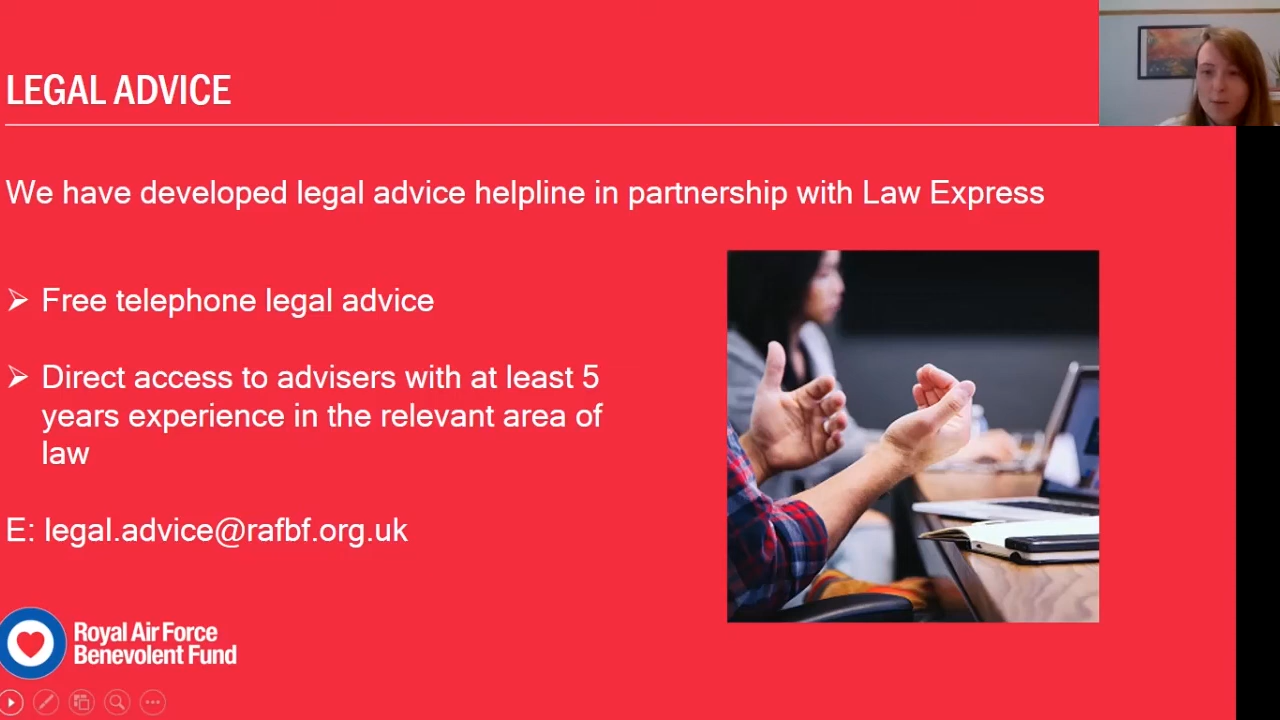 LEGAL ADVICE
We have developed legal advice helpline in partnership with Law Express
➢ Free telephone legal advice
➢ Direct access to advisers with at least 5
years experience in the relevant area of
law
E: legal.advice@rafbf.org.uk
Royal Air Force
Benevolent Fund